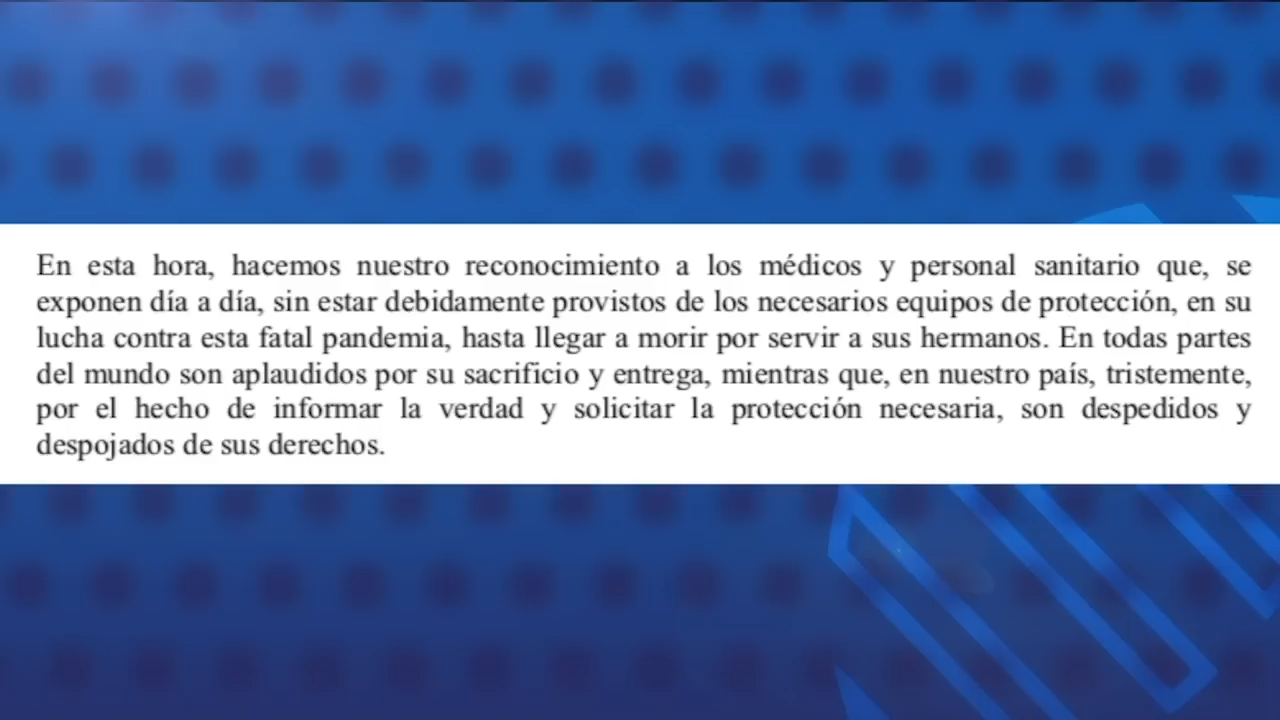 En esta hora, hacemos nuestro reconocimiento a los médicos y personal sanitario que, se
exponen día a día, sin estar debidamente provistos de los necesarios equipos de protección, en su
lucha contra esta fatal pandemia, hasta llegar a morir por servir a sus hermanos. En todas partes
del mundo son aplaudidos por su sacrificio y entrega, mientras que, en nuestro país, tristemente,
por el hecho de informar la verdad y solicitar la protección necesaria, son despedidos y
despojados de sus derechos.